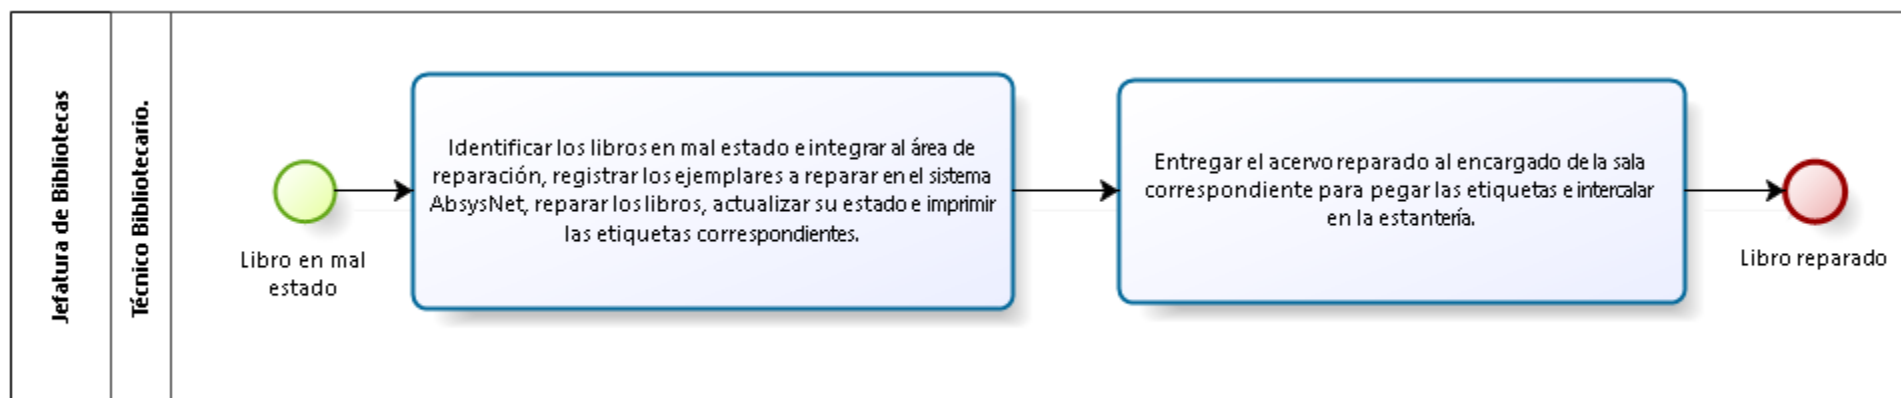 Jefatura de Bibliotecas
Técnico Bibliotecario.
Libro en mal
estado
Identificar los libros en mal estado e integrar al área de
reparación, registrar los ejemplares a reparar en el sistema
AbsysNet, reparar los libros, actualizar su estado e imprimir
las etiquetas correspondientes.
Entregar el acervo reparado al encargado de la sala
correspondiente para pegar las etiquetas e intercalar
en la estantería.
Libro reparado